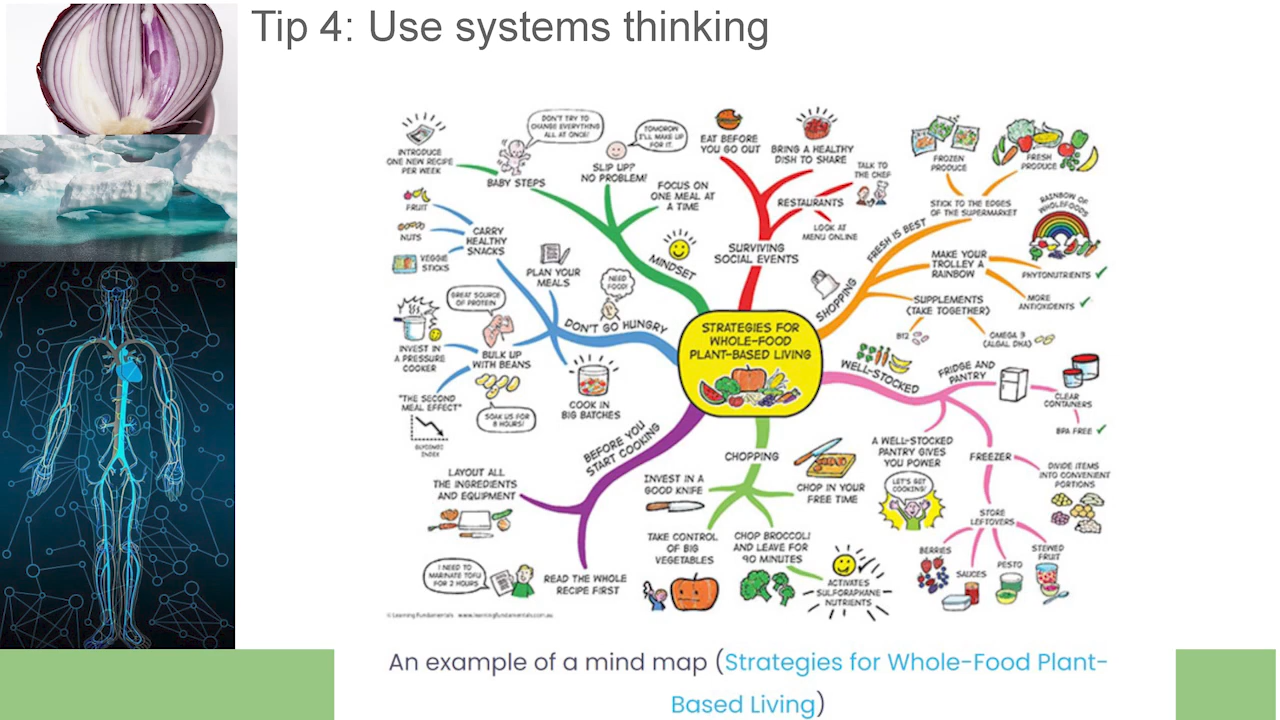 Tip 4: Use systems thinking
STRATEGIES FOR
WHOLE-FOOD
PLANT-BASED LIVING
MINDSET
BABY STEPS
INTRODUCE
ONE NEW RECIPE
PER WEEK
DON'T TRY TO
CHANGE EVERYTHING
ALL AT ONCE!
SLIP UP?
NO PROBLEM!
TOMORROW
I'LL MAKE UP
FOR IT.
FOCUS ON
ONE MEAL AT
A TIME
SURVIVING
SOCIAL EVENTS
EAT BEFORE
YOU GO OUT
BRING A HEALTHY
DISH TO SHARE
RESTAURANTS
TALK TO
THE CHEF
LOOK AT
MENU ONLINE
SHOPPING
FRESH IS BEST
FROZEN
PRODUCE
FRESH
PRODUCE
STICK TO THE EDGES
OF THE SUPERMARKET
MAKE YOUR
TROLLEY A
RAINBOW
RAINBOW OF
WHOLEFOODS
PHYTONUTRIENTS
MORE
ANTIOXIDENTS
SUPPLEMENTS
(TAKE TOGETHER)
B12
OMEGA 3
(ALGAL DHA)
WELL-STOCKED
FRIDGE AND
PANTRY
CLEAR
CONTAINERS
BPA FREE
A WELL-STOCKED
PANTRY GIVES
YOU POWER
LET'S GET
COOKING!
FREEZER
DIVIDE ITEMS
INTO CONVENIENT
PORTIONS
STORE
LEFTOVERS
BERRIES
SAUCES
PESTO
STEWED
FRUIT
CHOPPING
INVEST IN A
GOOD KNIFE
CHOP IN YOUR
FREE TIME
TAKE CONTROL
OF BIG
VEGETABLES
CHOP BROCCOLI
AND LEAVE FOR
90 MINUTES
ACTIVATES
SULFORAPHANE
NUTRIENTS
BEFORE YOU
START COOKING
LAYOUT ALL
THE INGREDIENTS
AND EQUIPMENT
READ THE WHOLE
RECIPE FIRST
I NEED TO
MARINATE TOFU
FOR 2 HOURS
DON'T GO HUNGRY
NEED
FOOD!
PLAN YOUR
MEALS
CARRY
HEALTHY
SNACKS
FRUIT
NUTS
VEGGIE
STICKS
BULK UP
WITH BEANS
GREAT SOURCE
OF PROTEIN
INVEST IN
A PRESSURE
COOKER
"THE SECOND
MEAL EFFECT"
GLYCEMIC
INDEX
SOAK US FOR
8 HOURS!
COOK IN
BIG BATCHES
© Learning Fundamentals www.learningfundamentals.com.au
An example of a mind map (Strategies for Whole-Food Plant-
Based Living)